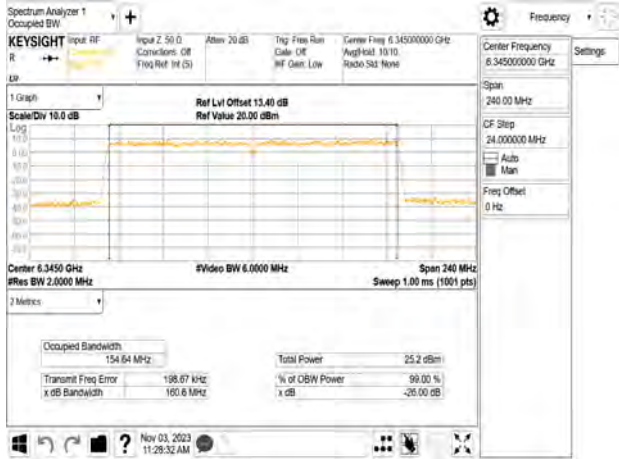 Spectrum Analyzer 1
Occupied BW
Frequency
KEYSIGHT Input: RF
R
Input Z: 50 Ω
Corrections: Off
Freq Ref: Int (S)
Atten: 20 dB
Trig: Free Run
Gate: Off
#IF Gain: Low
Center Freq: 6.345000000 GHz
Avg|Hold: 10/10
Radio Std: None
Center Frequency
6.345000000 GHz
Settings
Span
240.00 MHz
CF Step
24.000000 MHz
Auto
Man
Freq Offset
0 Hz
1 Graph
Scale/Div 10.0 dB
Ref Lvl Offset 13.40 dB
Ref Value 20.00 dBm
Log
10.0
0.00
Center 6.3450 GHz
#Res BW 2.0000 MHz
#Video BW 6.0000 MHz
Span 240 MHz
Sweep 1.00 ms (1001 pts)
2 Metrics
Occupied Bandwidth
154.64 MHz
Total Power 25.2 dBm
Transmit Freq Error 198.67 kHz
% of OBW Power 99.00 %
x dB Bandwidth 160.6 MHz
x dB -26.00 dB
Nov 03, 2023
11:28:32 AM